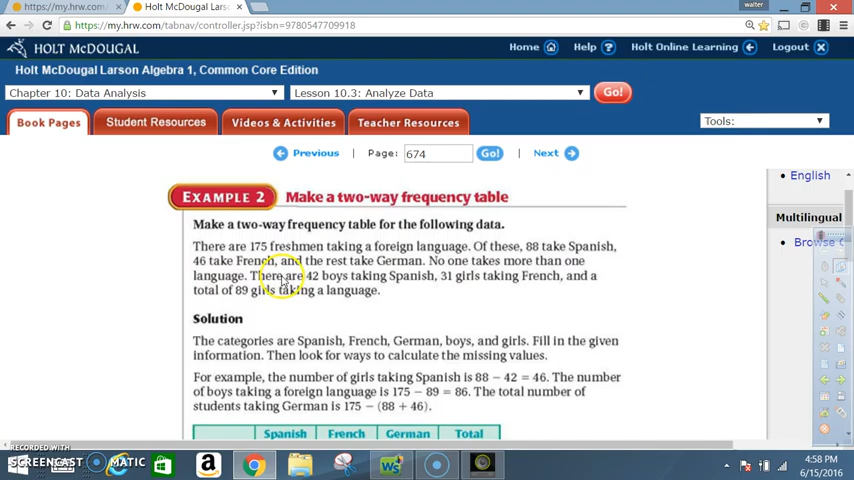 https://my.hrw.com/tabnav/ ×
Holt McDougal Larson ×
walter
https://my.hrw.com/tabnav/controller.jsp?isbn=9780547709918
HOLT McDOUGAL
Home Help ? Holt Online Learning Logout X
Holt McDougal Larson Algebra 1, Common Core Edition
Chapter 10: Data Analysis
Lesson 10.3: Analyze Data
Go!
Book Pages
Student Resources
Videos & Activities
Teacher Resources
Tools:
Previous | Page: 674 Go! | Next
English
Multilingual
Browse
EXAMPLE 2 Make a two-way frequency table
Make a two-way frequency table for the following data.
There are 175 freshmen taking a foreign language. Of these, 88 take Spanish,
46 take French, and the rest take German. No one takes more than one
language. There are 42 boys taking Spanish, 31 girls taking French, and a
total of 89 girls taking a language.
Solution
The categories are Spanish, French, German, boys, and girls. Fill in the given
information. Then look for ways to calculate the missing values.
For example, the number of girls taking Spanish is 88 − 42 = 46. The number
of boys taking a foreign language is 175 − 89 = 86. The total number of
students taking German is 175 − (88 + 46).
Spanish French German Total
RECORDED WITH
SCREENCAST MATIC
4:58 PM
6/15/2016